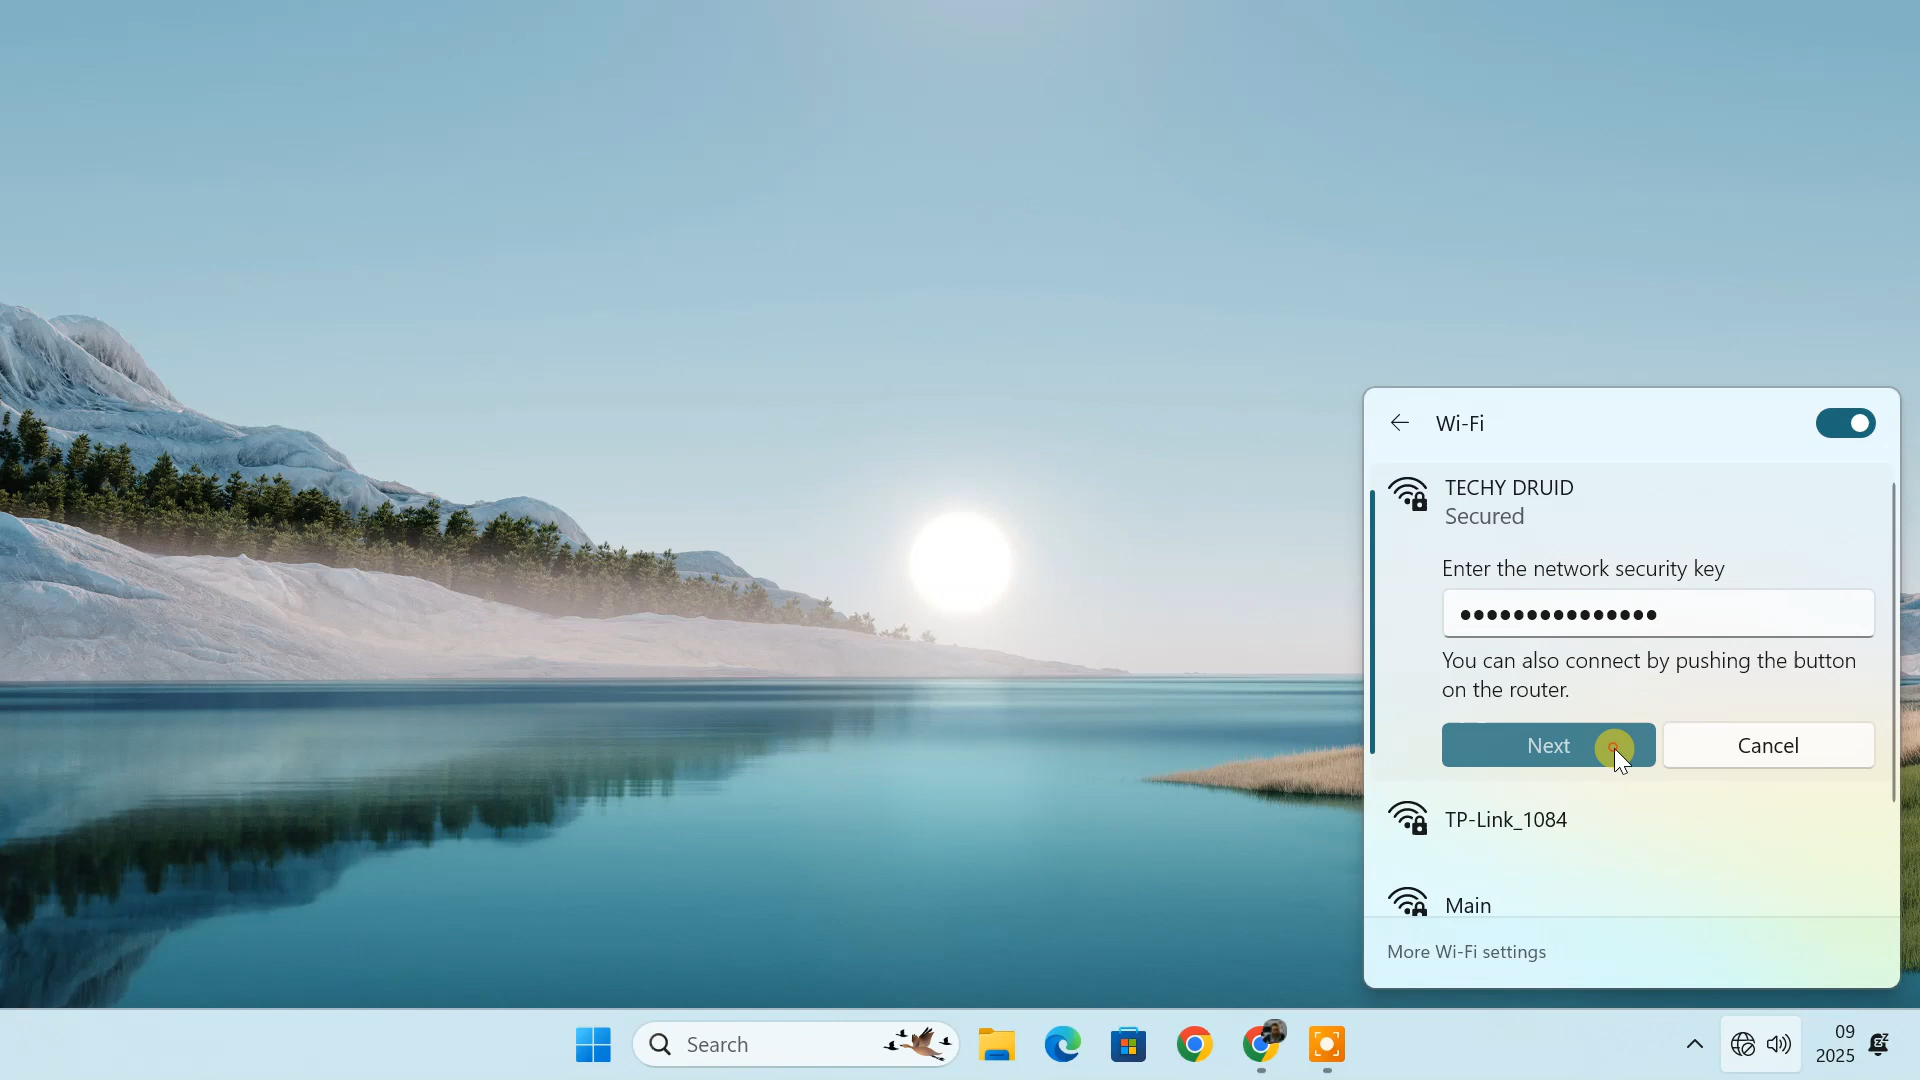 Wi-Fi
TECHY DRUID
Secured
Enter the network security key
●●●●●●●●●●●●●●●
You can also connect by pushing the button
on the router.
Next
Cancel
TP-Link_1084
Main
More Wi-Fi settings
Search
09
2025